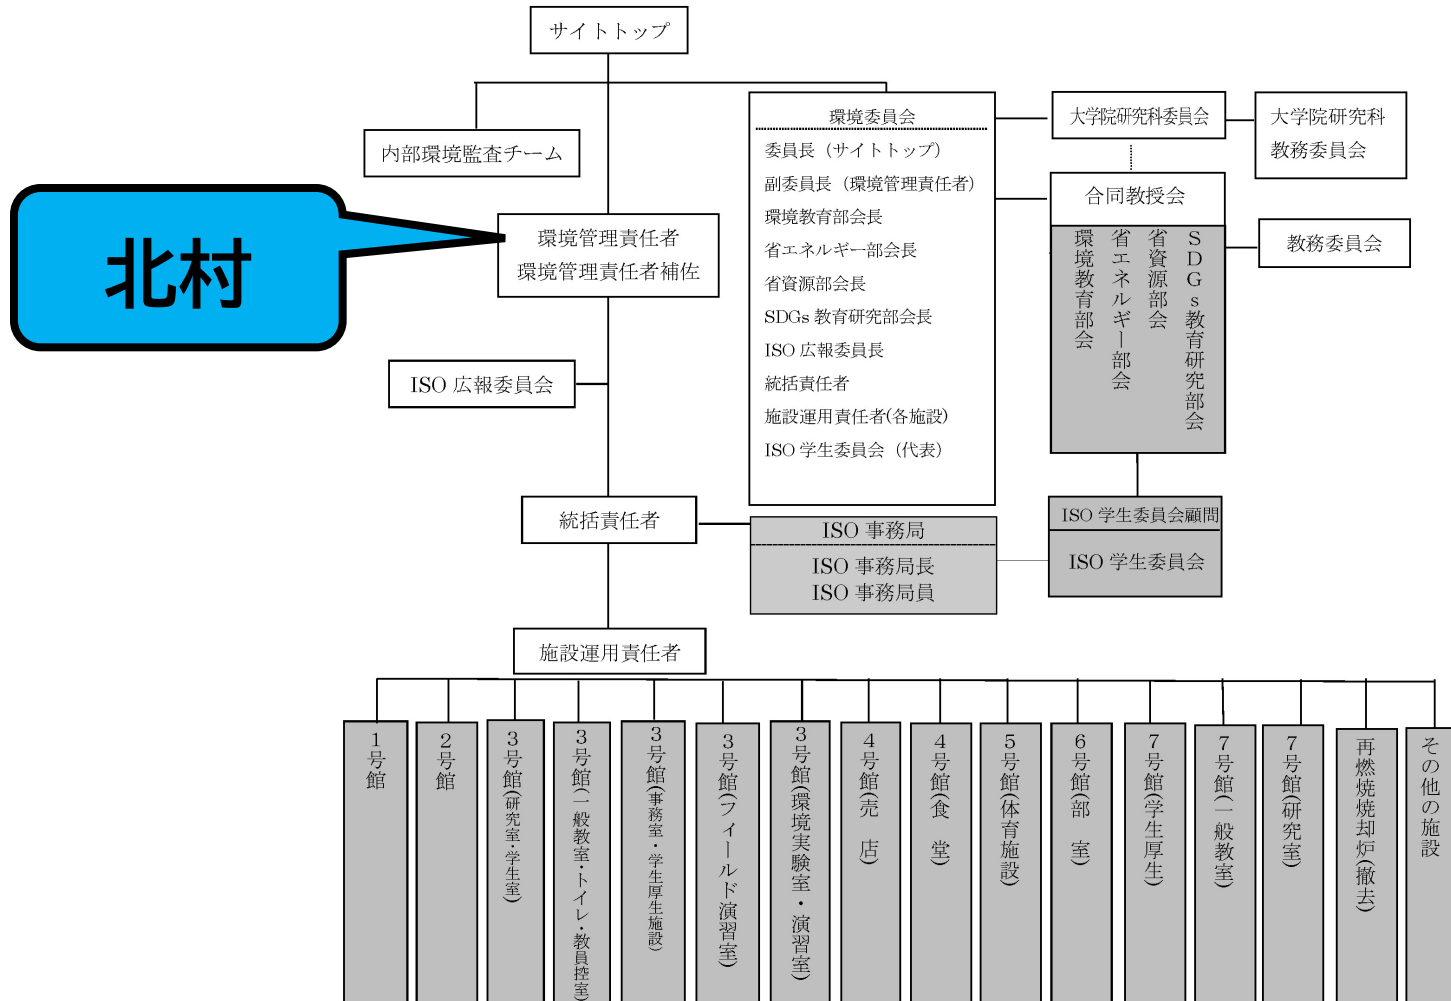 サイトトップ
内部環境監査チーム
北村
環境管理責任者
環境管理責任者補佐
ISO 広報委員会
環境委員会
委員長（サイトトップ）
副委員長（環境管理責任者）
環境教育部会長
省エネルギー部会長
省資源部会長
SDGs 教育研究部会長
ISO 広報委員長
統括責任者
施設運用責任者(各施設)
ISO 学生委員会（代表）
大学院研究科委員会
大学院研究科
教務委員会
合同教授会
環境教育部会
省エネルギー部会
省資源部会
SDGs教育研究部会
教務委員会
統括責任者
ISO 事務局
ISO 事務局長
ISO 事務局員
ISO 学生委員会顧問
ISO 学生委員会
施設運用責任者
1号館
2号館
3号館(研究室・学生室)
3号館(一般教室・トイレ・教員控室)
3号館(事務室・学生厚生施設)
3号館(フィールド演習室)
3号館(環境実験室・演習室)
4号館(売　店)
4号館(食　堂)
5号館(体育施設)
6号館(部　室)
7号館(学生厚生)
7号館(一般教室)
7号館(研究室)
再燃焼焼却炉(撤去)
その他の施設